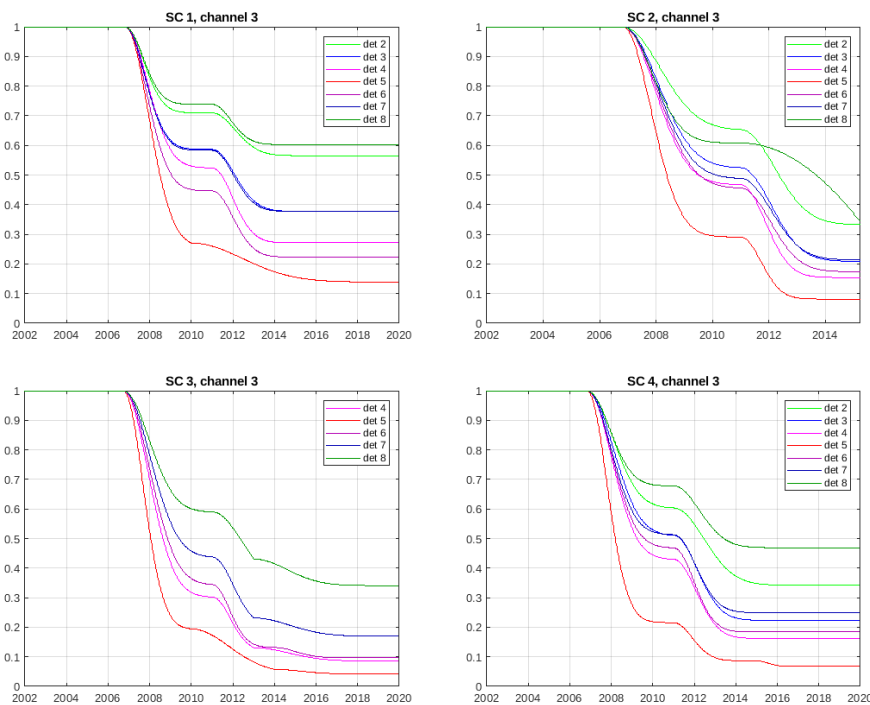 SC 1, channel 3
1
0.9
0.8
0.7
0.6
0.5
0.4
0.3
0.2
0.1
0
2002 2004 2006 2008 2010 2012 2014 2016 2018 2020
det 2
det 3
det 4
det 5
det 6
det 7
det 8
SC 2, channel 3
1
0.9
0.8
0.7
0.6
0.5
0.4
0.3
0.2
0.1
0
2002 2004 2006 2008 2010 2012 2014
det 2
det 3
det 4
det 5
det 6
det 7
det 8
SC 3, channel 3
1
0.9
0.8
0.7
0.6
0.5
0.4
0.3
0.2
0.1
0
2002 2004 2006 2008 2010 2012 2014 2016 2018 2020
det 4
det 5
det 6
det 7
det 8
SC 4, channel 3
1
0.9
0.8
0.7
0.6
0.5
0.4
0.3
0.2
0.1
0
2002 2004 2006 2008 2010 2012 2014 2016 2018 2020
det 2
det 3
det 4
det 5
det 6
det 7
det 8